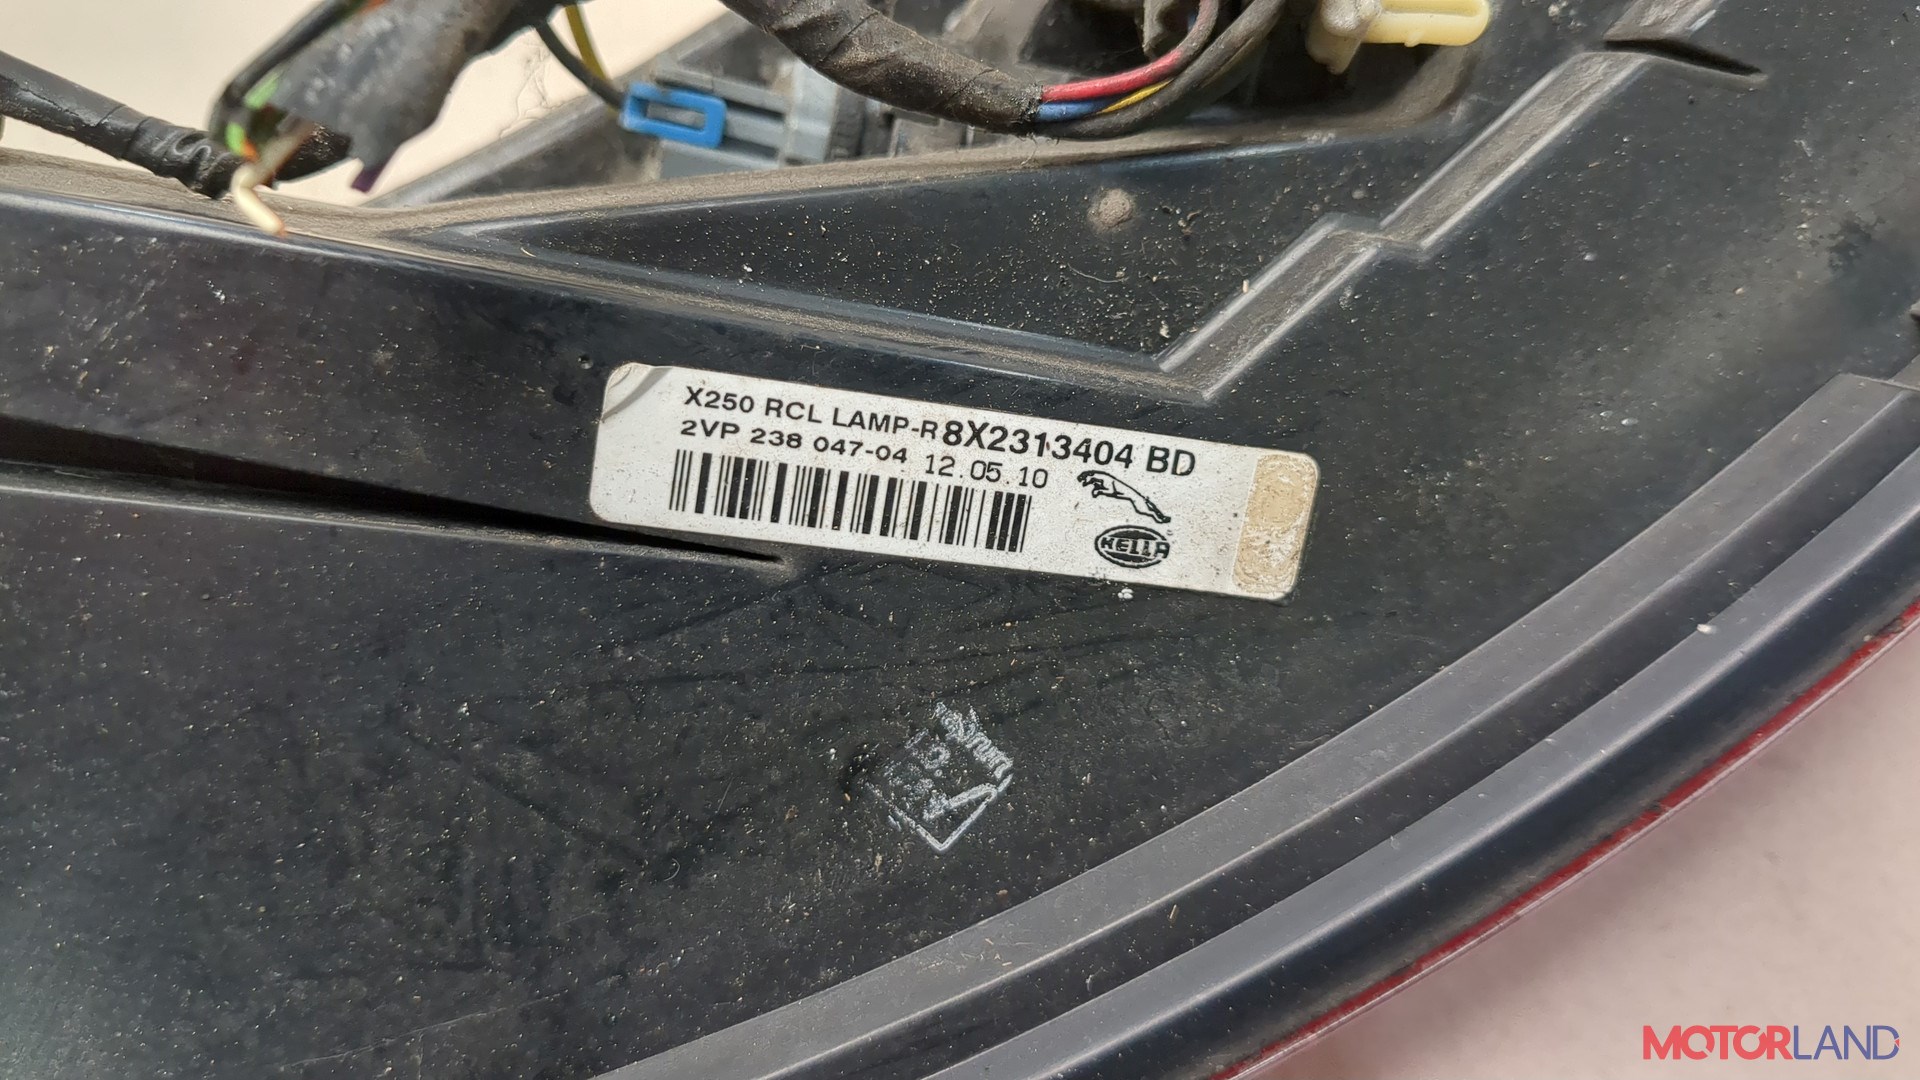 X250 RCL LAMP-R 8X2313404 BD
2VP 238 047-04 12.05.10
HELLA
MOTORLAND